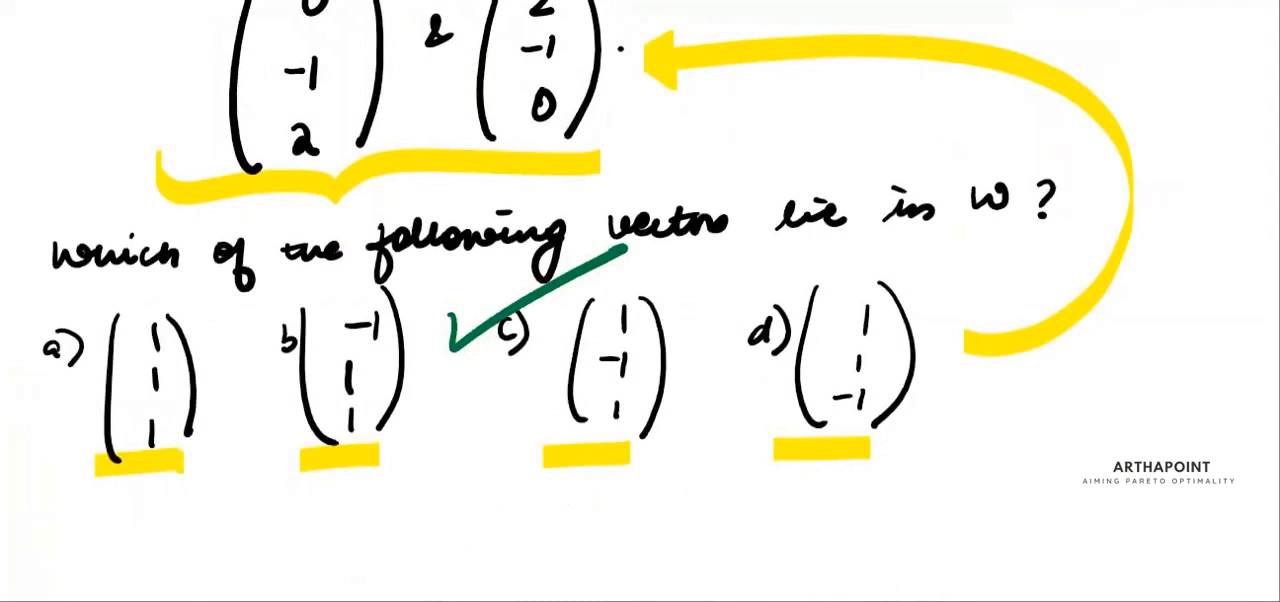 0 & 2
-1 -1 .
2 0
which of the following vectors lie in W ?
a) b) c) d)
1 -1 1 1
1 1 -1 1
1 1 1 -1
ARTHAPOINT
AIMING PARETO OPTIMALITY